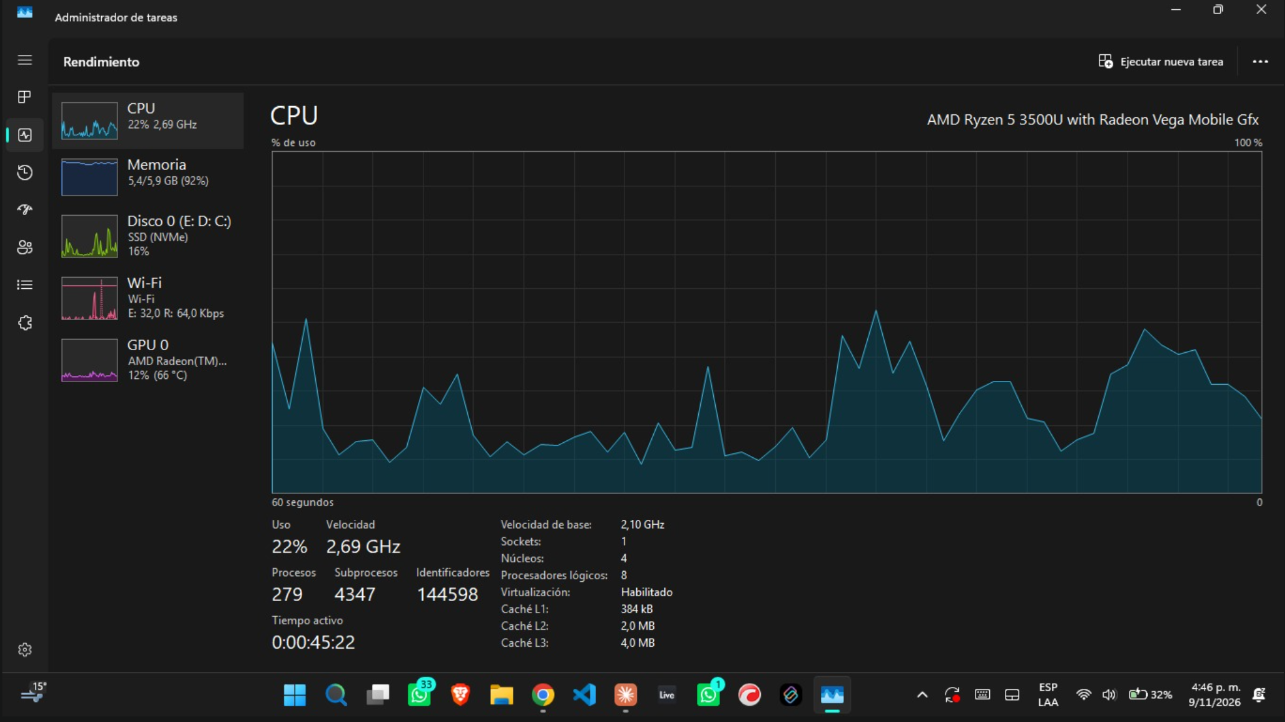 Administrador de tareas
Rendimiento
Ejecutar nueva tarea
CPU
22% 2,69 GHz
Memoria
5,4/5,9 GB (92%)
Disco 0 (E: D: C:)
SSD (NVMe)
16%
Wi-Fi
Wi-Fi
E: 32,0 R: 64,0 Kbps
GPU 0
AMD Radeon(TM)...
12% (66 °C)
CPU
AMD Ryzen 5 3500U with Radeon Vega Mobile Gfx
% de uso
100 %
60 segundos
0
Uso
Velocidad
22%
2,69 GHz
Procesos
Subprocesos
Identificadores
279
4347
144598
Tiempo activo
0:00:45:22
Velocidad de base: 2,10 GHz
Sockets: 1
Núcleos: 4
Procesadores lógicos: 8
Virtualización: Habilitado
Caché L1: 384 kB
Caché L2: 2,0 MB
Caché L3: 4,0 MB
15°
33
Live
1
ESP
LAA
32%
4:46 p. m.
9/11/2026